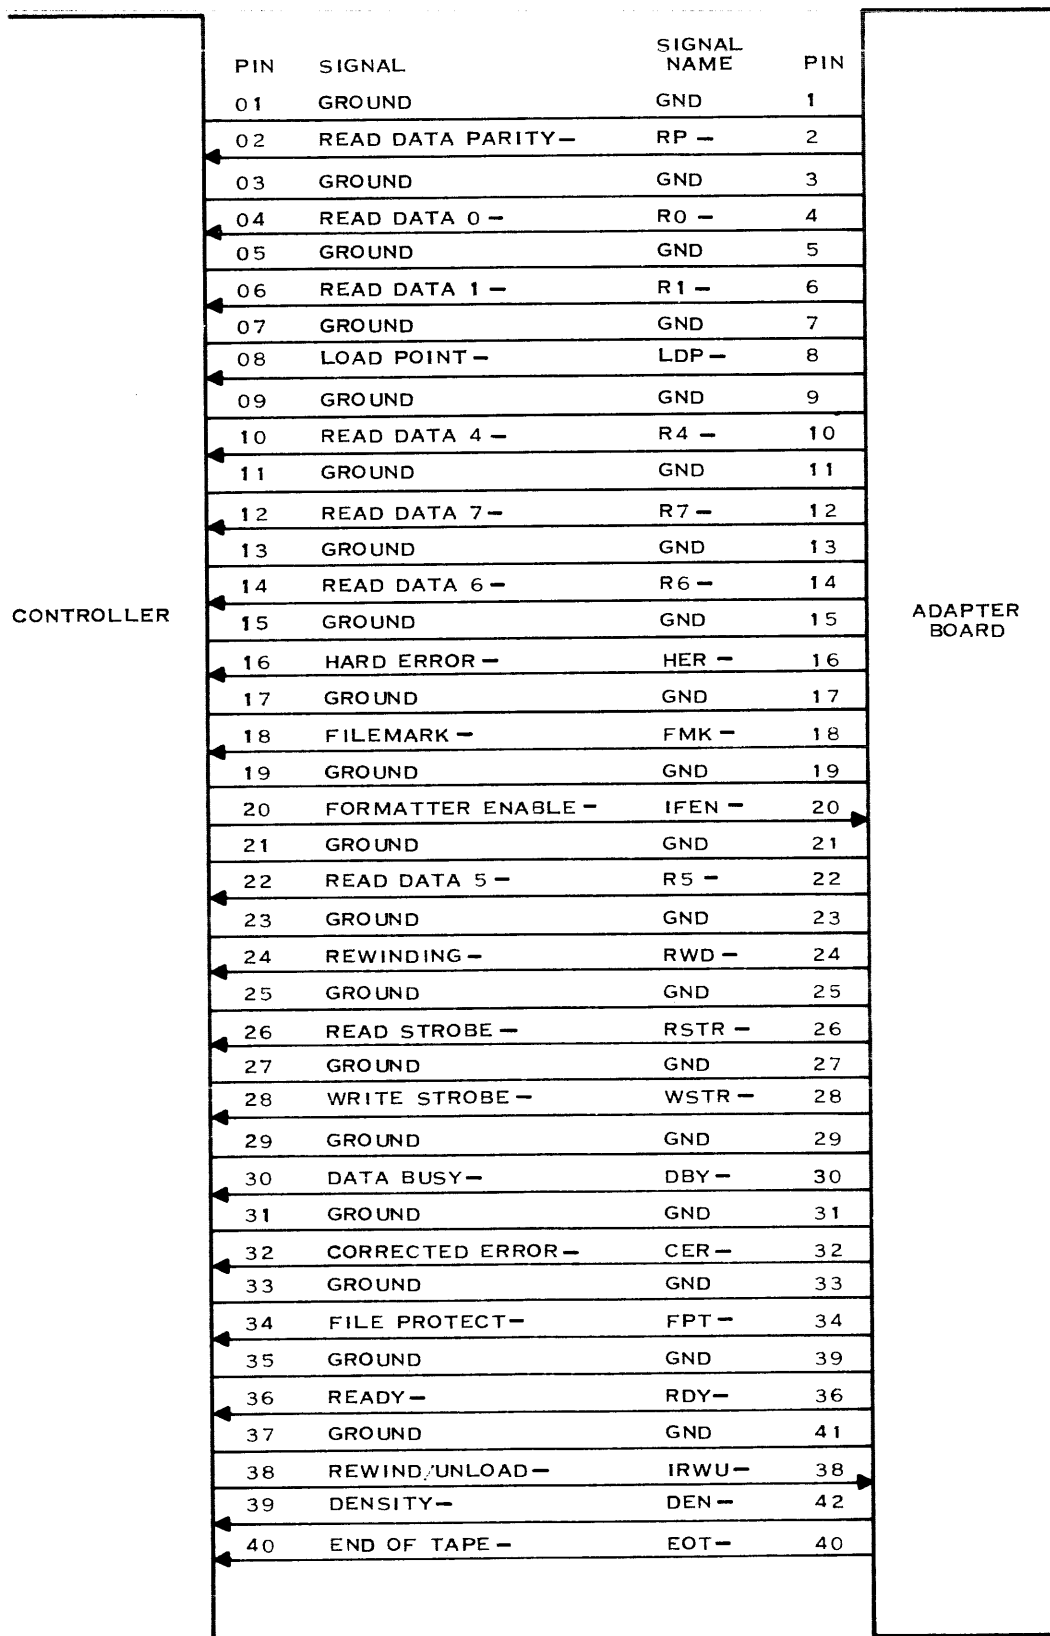 SIGNAL
PIN SIGNAL NAME PIN
01 GROUND GND 1
02 READ DATA PARITY– RP – 2
03 GROUND GND 3
04 READ DATA 0 – R0 – 4
05 GROUND GND 5
06 READ DATA 1 – R1 – 6
07 GROUND GND 7
08 LOAD POINT – LDP – 8
09 GROUND GND 9
10 READ DATA 4 – R4 – 10
11 GROUND GND 11
12 READ DATA 7– R7 – 12
13 GROUND GND 13
14 READ DATA 6 – R6 – 14
CONTROLLER 15 GROUND GND 15 ADAPTER
BOARD
16 HARD ERROR – HER – 16
17 GROUND GND 17
18 FILEMARK – FMK – 18
19 GROUND GND 19
20 FORMATTER ENABLE – IFEN – 20
21 GROUND GND 21
22 READ DATA 5 – R5 – 22
23 GROUND GND 23
24 REWINDING – RWD – 24
25 GROUND GND 25
26 READ STROBE – RSTR – 26
27 GROUND GND 27
28 WRITE STROBE – WSTR – 28
29 GROUND GND 29
30 DATA BUSY – DBY – 30
31 GROUND GND 31
32 CORRECTED ERROR – CER – 32
33 GROUND GND 33
34 FILE PROTECT– FPT – 34
35 GROUND GND 39
36 READY – RDY– 36
37 GROUND GND 41
38 REWIND/UNLOAD – IRWU– 38
39 DENSITY – DEN – 42
40 END OF TAPE – EOT– 40